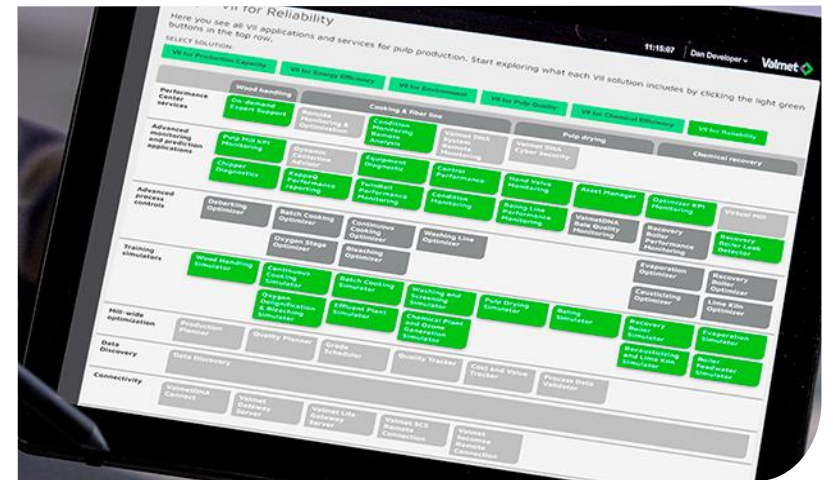 VII for Reliability
11:15:07 Dan Developer Valmet
Here you see all VII applications and services for pulp production. Start exploring what each VII solution includes by clicking the light green
buttons in the top row.
SELECT SOLUTION:
VII for Production Capacity VII for Energy Efficiency VII for Environment VII for Pulp Quality VII for Chemical Efficiency VII for Reliability
Wood handling Cooking & fiber line Pulp drying Chemical recovery
Performance
Center
services
On-demand
Expert Support
Remote
Monitoring &
Optimization
Condition
Monitoring
Remote
Analysis
Valmet DNA
System
Remote
Monitoring
Valmet DNA
Cyber Security
Advanced
monitoring
and prediction
applications
Pulp Mill KPI
Monitoring
Dynamic
Centerline
Advisor
Equipment
Diagnostic
Control
Performance
Hand Valve
Monitoring
Asset Manager
Optimizer KPI
Monitoring
Virtual Mill
Chipper
Diagnostics
KappaQ
Performance
reporting
TwinRoll
Performance
Monitoring
Condition
Monitoring
Baling Line
Performance
Monitoring
ValmetDNA
Bale Quality
Monitoring
Recovery
Boiler
Performance
Monitoring
Recovery
Boiler Leak
Detector
Advanced
process
controls
Debarking
Optimizer
Batch Cooking
Optimizer
Continuous
Cooking
Optimizer
Washing Line
Optimizer
Evaporation
Optimizer
Recovery
Boiler
Optimizer
Oxygen Stage
Optimizer
Bleaching
Optimizer
Causticizing
Optimizer
Lime Kiln
Optimizer
Training
simulators
Wood Handling
Simulator
Continuous
Cooking
Simulator
Batch Cooking
Simulator
Washing and
Screening
Simulator
Pulp Drying
Simulator
Baling
Simulator
Recovery
Boiler
Simulator
Evaporation
Simulator
Oxygen
Delignification
& Bleaching
Simulator
Effluent Plant
Simulator
Chemical Plant
and Ozone
Generation
Simulator
Recausticizing
and Lime Kiln
Simulator
Boiler
Feedwater
Simulator
Mill-wide
optimization
Production
Planner
Quality Planner
Grade
Scheduler
Quality Tracker
Cost and Value
Tracker
Process Data
Validator
Data
Discovery
Data Discovery
Connectivity
ValmetDNA
Connect
Valmet
Gateway
Server
Valmet Lite
Gateway
Server
Valmet SCS
Remote
Connection
Valmet
Secomea
Remote
Connection